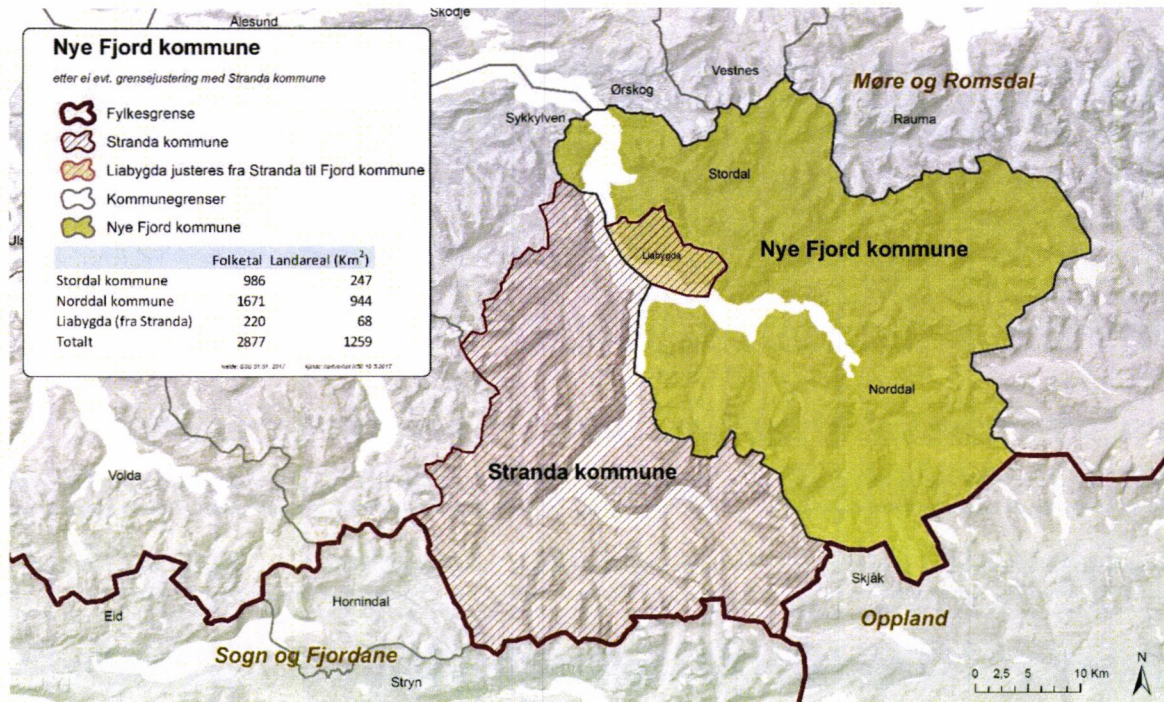 Ålesund
Skodje
Nye Fjord kommune
etter ei evt. grensejustering med Stranda kommune
Fylkesgrense
Stranda kommune
Liabygda justeres fra Stranda til Fjord kommune
Kommunegrenser
Nye Fjord kommune
Folketal Landareal (Km²)
Stordal kommune 986 247
Norddal kommune 1671 944
Liabygda (fra Stranda) 220 68
Totalt 2877 1259
Vestnes
Møre og Romsdal
Ørskog
Sykkylven
Rauma
Stordal
Nye Fjord kommune
Liabygda
Norddal
Stranda kommune
Volda
Skjåk
Eid
Hornindal
Oppland
Sogn og Fjordane
Stryn
N
0 2,5 5 10 Km